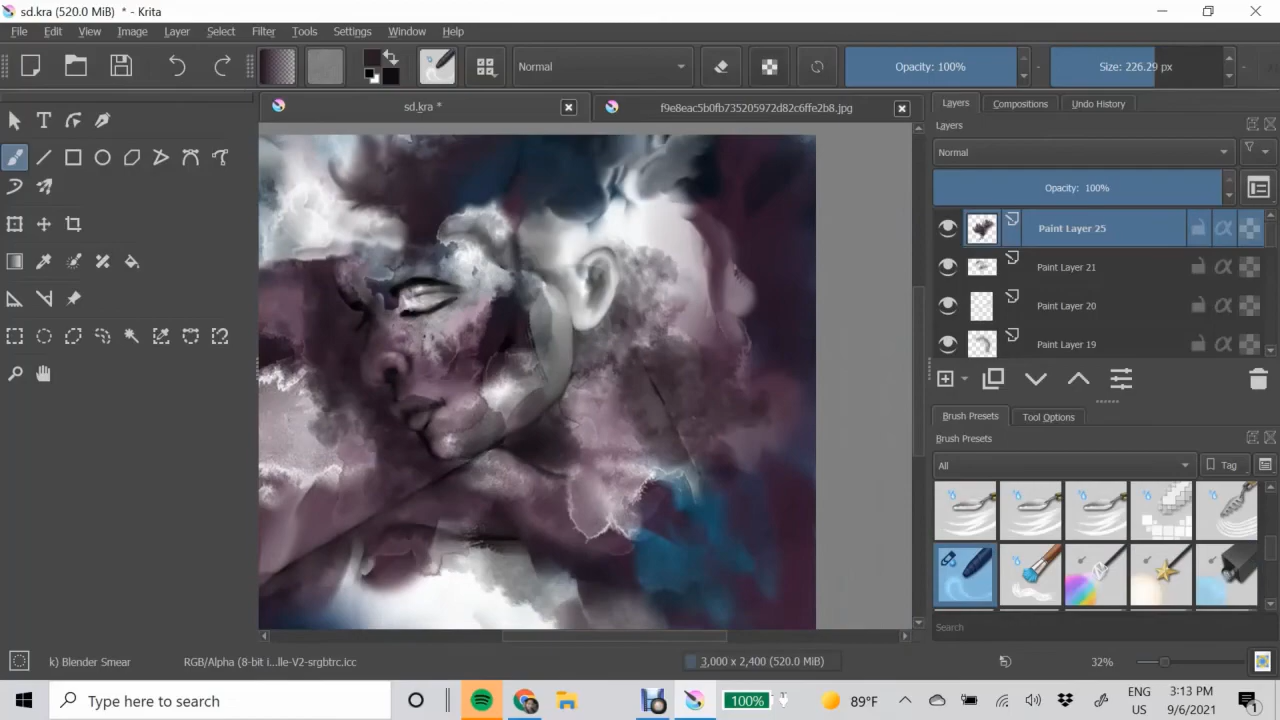 sd.kra (520.0 MiB) * - Krita
File Edit View Image Layer Select Filter Tools Settings Window Help
Normal
Opacity: 100%
Size: 226.29 px
sd.kra *
f9e8eac5b0fb735205972d82c6ffe2b8.jpg
Layers Compositions Undo History
Layers
Normal
Opacity: 100%
Paint Layer 25
Paint Layer 21
Paint Layer 20
Paint Layer 19
Brush Presets Tool Options
Brush Presets
All
Tag
Search
k) Blender Smear
RGB/Alpha (8-bit i...lle-V2-srgbtrc.icc
3,000 x 2,400 (520.0 MiB)
32%
Type here to search
100%
89°F
ENG
US
3:13 PM
9/6/2021
1